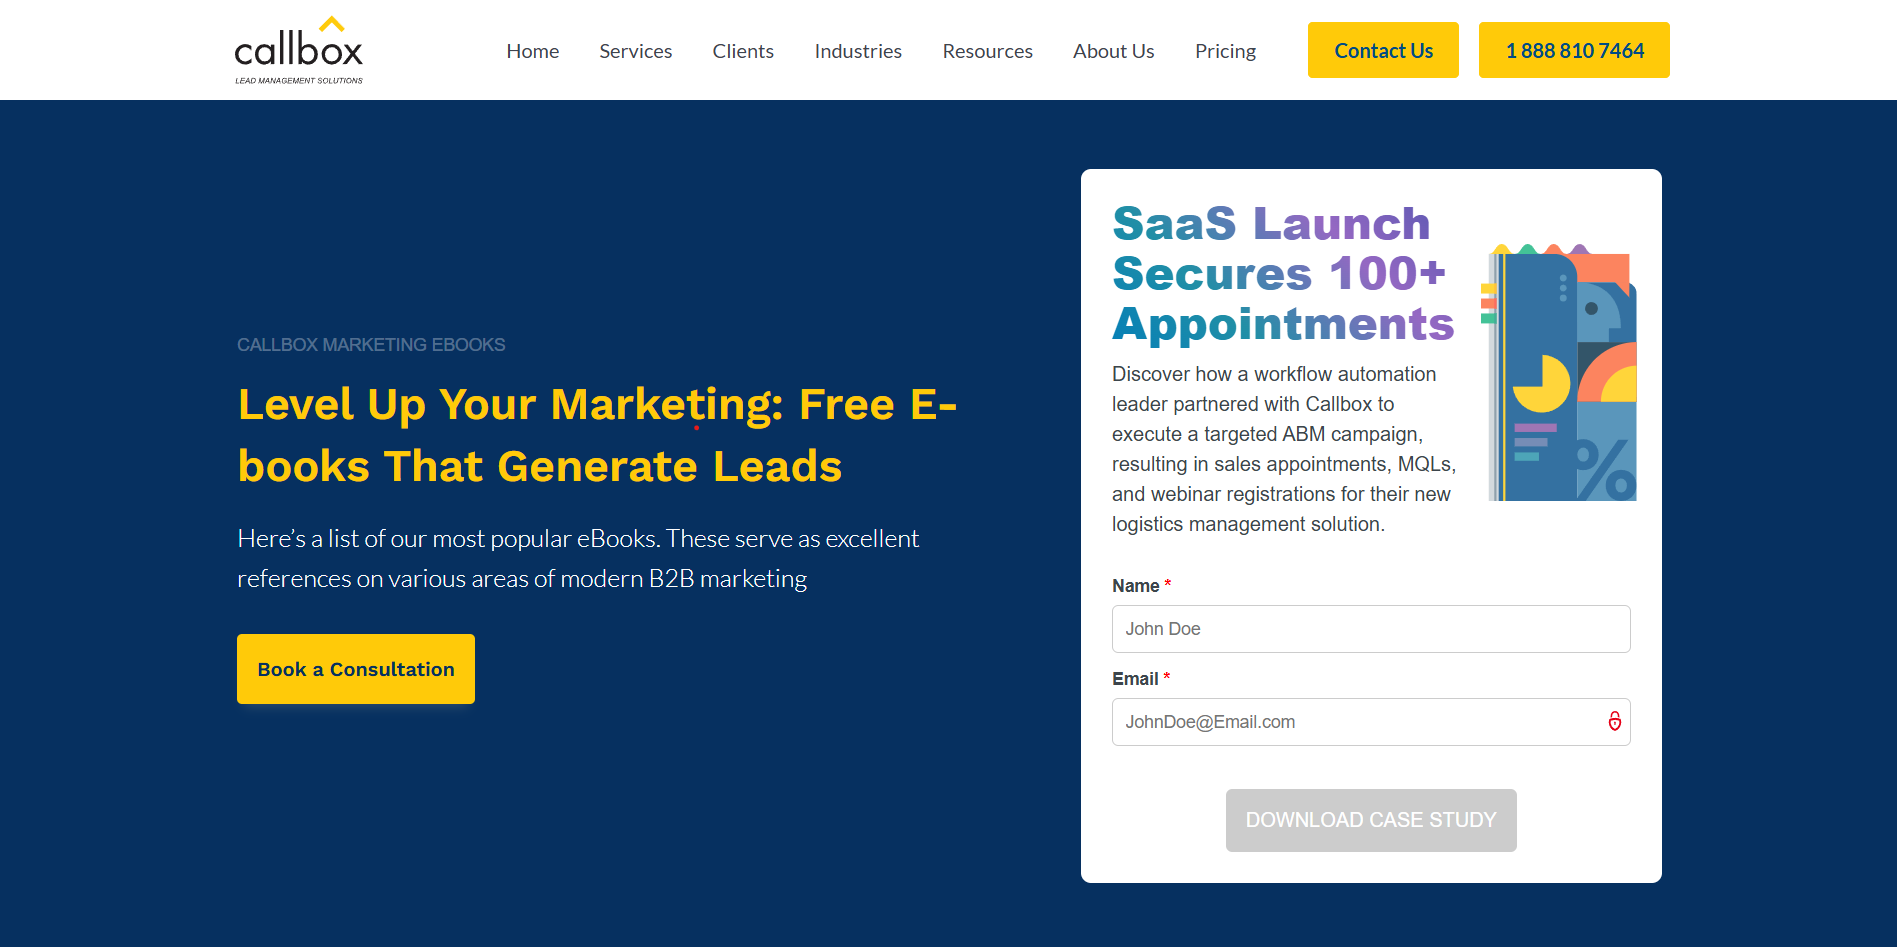 callbox
LEAD MANAGEMENT SOLUTIONS
Home
Services
Clients
Industries
Resources
About Us
Pricing
Contact Us
1 888 810 7464
CALLBOX MARKETING EBOOKS
Level Up Your Marketing: Free E-
books That Generate Leads
Here’s a list of our most popular eBooks. These serve as excellent
references on various areas of modern B2B marketing
Book a Consultation
SaaS Launch
Secures 100+
Appointments
Discover how a workflow automation
leader partnered with Callbox to
execute a targeted ABM campaign,
resulting in sales appointments, MQLs,
and webinar registrations for their new
logistics management solution.
%
Name *
John Doe
Email *
JohnDoe@Email.com
DOWNLOAD CASE STUDY